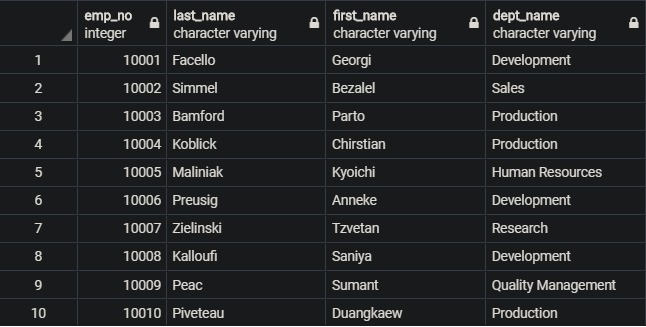 emp_no last_name first_name dept_name
integer character varying character varying character varying
1 10001 Facello Georgi Development
2 10002 Simmel Bezalel Sales
3 10003 Bamford Parto Production
4 10004 Koblick Chirstian Production
5 10005 Maliniak Kyoichi Human Resources
6 10006 Preusig Anneke Development
7 10007 Zielinski Tzvetan Research
8 10008 Kalloufi Saniya Development
9 10009 Peac Sumant Quality Management
10 10010 Piveteau Duangkaew Production